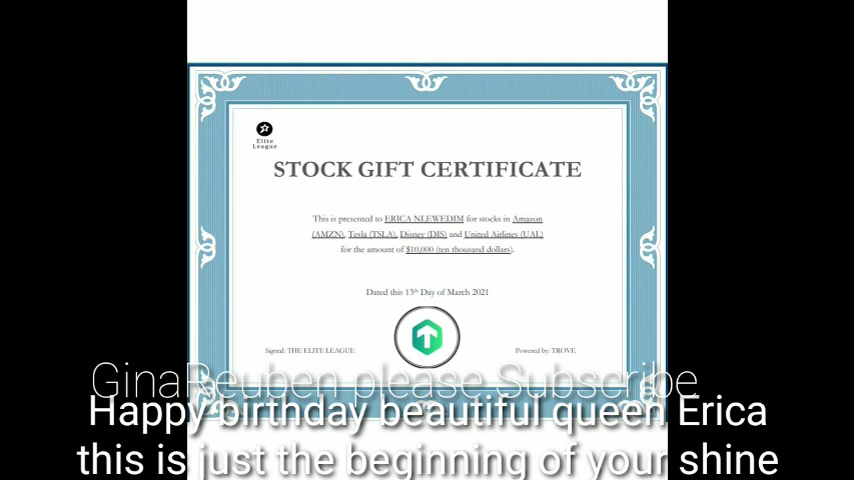 Elite
League
STOCK GIFT CERTIFICATE
This is presented to ERICA NLEWEDIM for stocks in Amazon
(AMZN), Tesla (TSLA), Disney (DIS) and United Airlines (UAL)
for the amount of $10,000 (ten thousand dollars).
Dated this 13th Day of March 2021
Signed: THE ELITE LEAGUE
Powered by: TROVE
GinaReuben please Subscribe
Happy birthday beautiful queen Erica
this is just the beginning of your shine